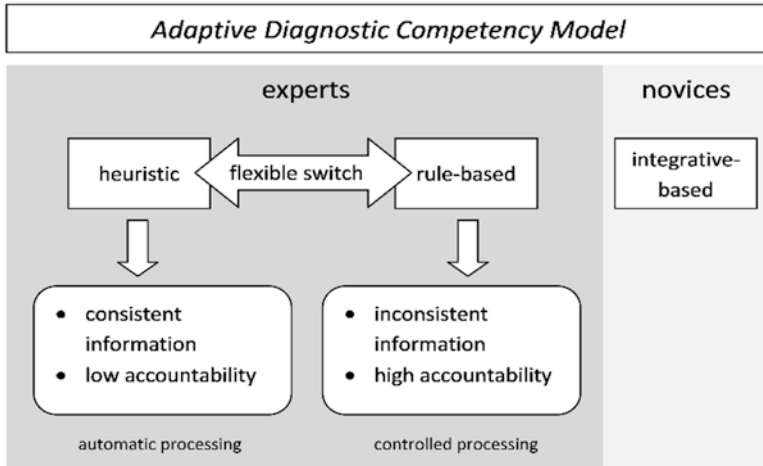 Adaptive Diagnostic Competency Model
experts
novices
heuristic
flexible switch
rule-based
integrative-
based
• consistent
information
• low accountability
• inconsistent
information
• high accountability
automatic processing
controlled processing